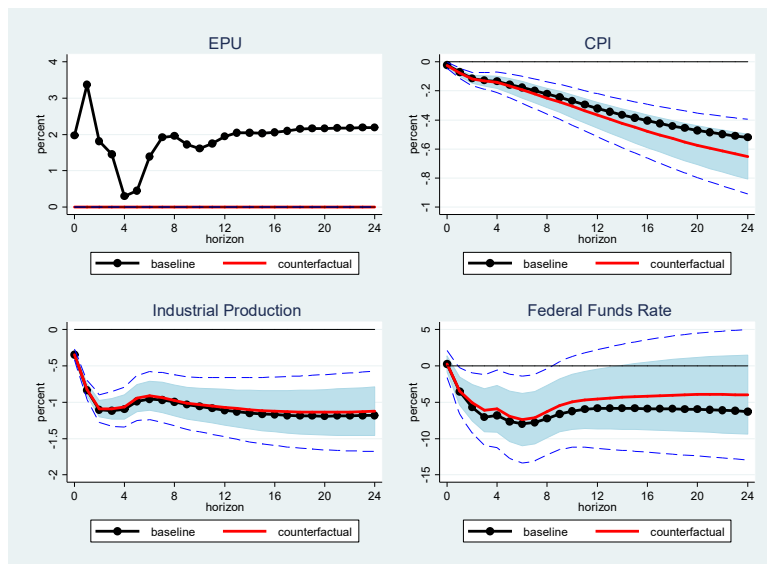 EPU
percent
4
3
2
1
0
0 4 8 12 16 20 24
horizon
baseline counterfactual
CPI
percent
0
-.2
-.4
-.6
-.8
-1
0 4 8 12 16 20 24
horizon
baseline counterfactual
Industrial Production
percent
0
-.5
-1
-1.5
-2
0 4 8 12 16 20 24
horizon
baseline counterfactual
Federal Funds Rate
percent
5
0
-5
-10
-15
0 4 8 12 16 20 24
horizon
baseline counterfactual